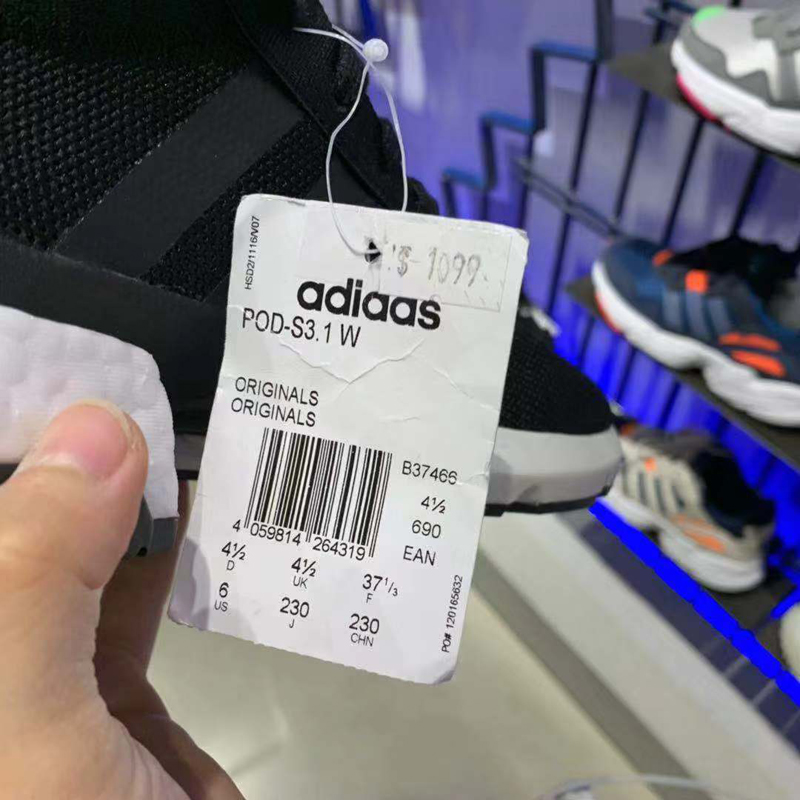 HSD2/1116/V07
:$-1099.
adiaas
POD-S3.1 W
ORIGINALS
ORIGINALS
B37466
4½
690
EAN
4 059814 264319
4½ 4½ 37⅓
D UK F
6 230 230
US J CHN
PO# 120165632